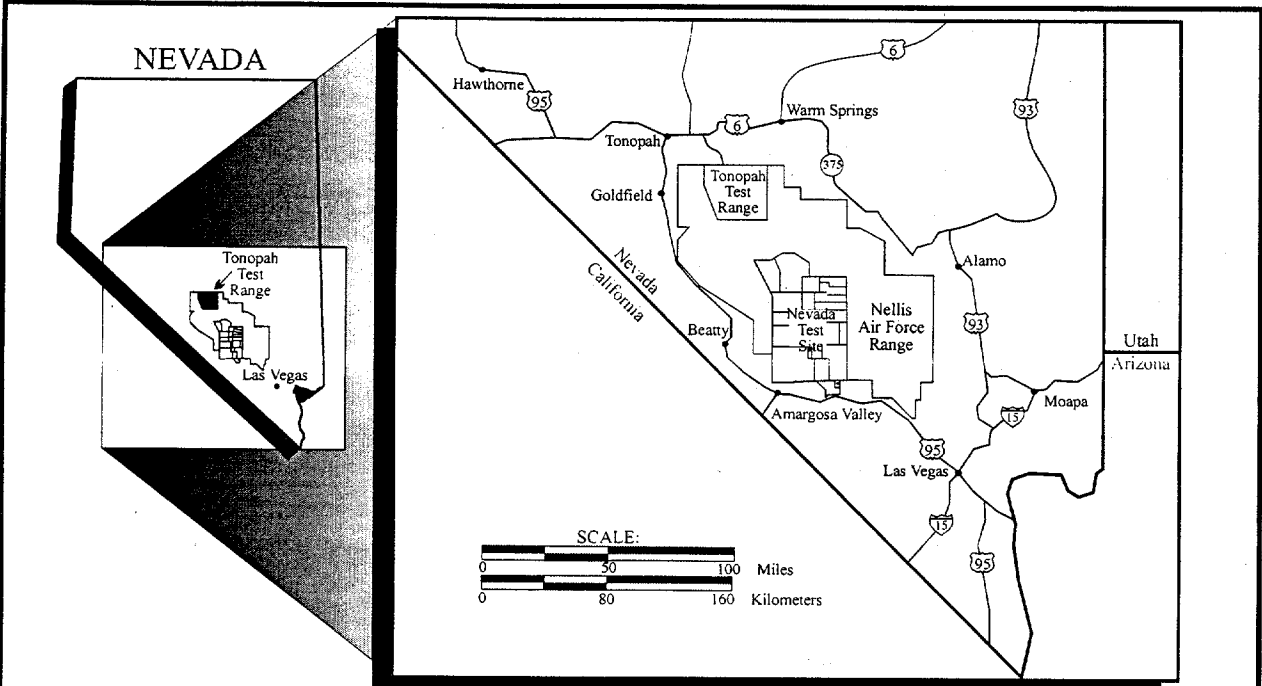 NEVADA
Tonopah
Test
Range
Las Vegas
6
Hawthorne
95
93
Warm Springs
6
Tonopah
375
Tonopah
Test
Range
Goldfield
Nevada
California
Alamo
Nellis
Air Force
Range
Nevada
Test
Site
93
Beatty
Utah
Arizona
Amargosa Valley
Moapa
15
95
Las Vegas
15
95
SCALE:
0 50 100 Miles
0 80 160 Kilometers